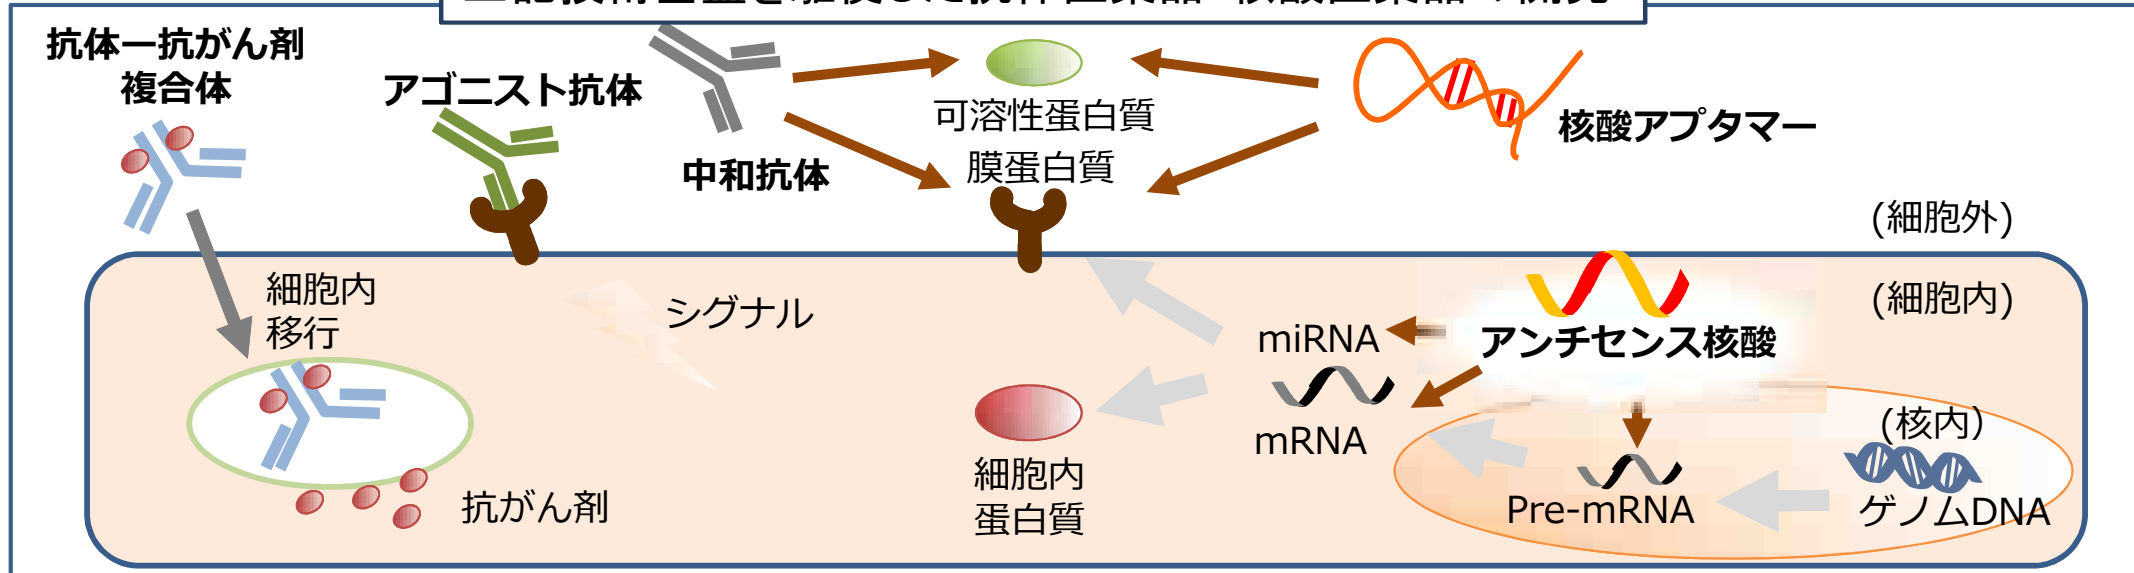 抗体ー抗がん剤
複合体
アゴニスト抗体
中和抗体
可溶性蛋白質
膜蛋白質
核酸アプタマー
(細胞外)
(細胞内)
細胞内
移行
シグナル
miRNA
アンチセンス核酸
mRNA
(核内)
細胞内
蛋白質
抗がん剤
Pre-mRNA
ゲノムDNA